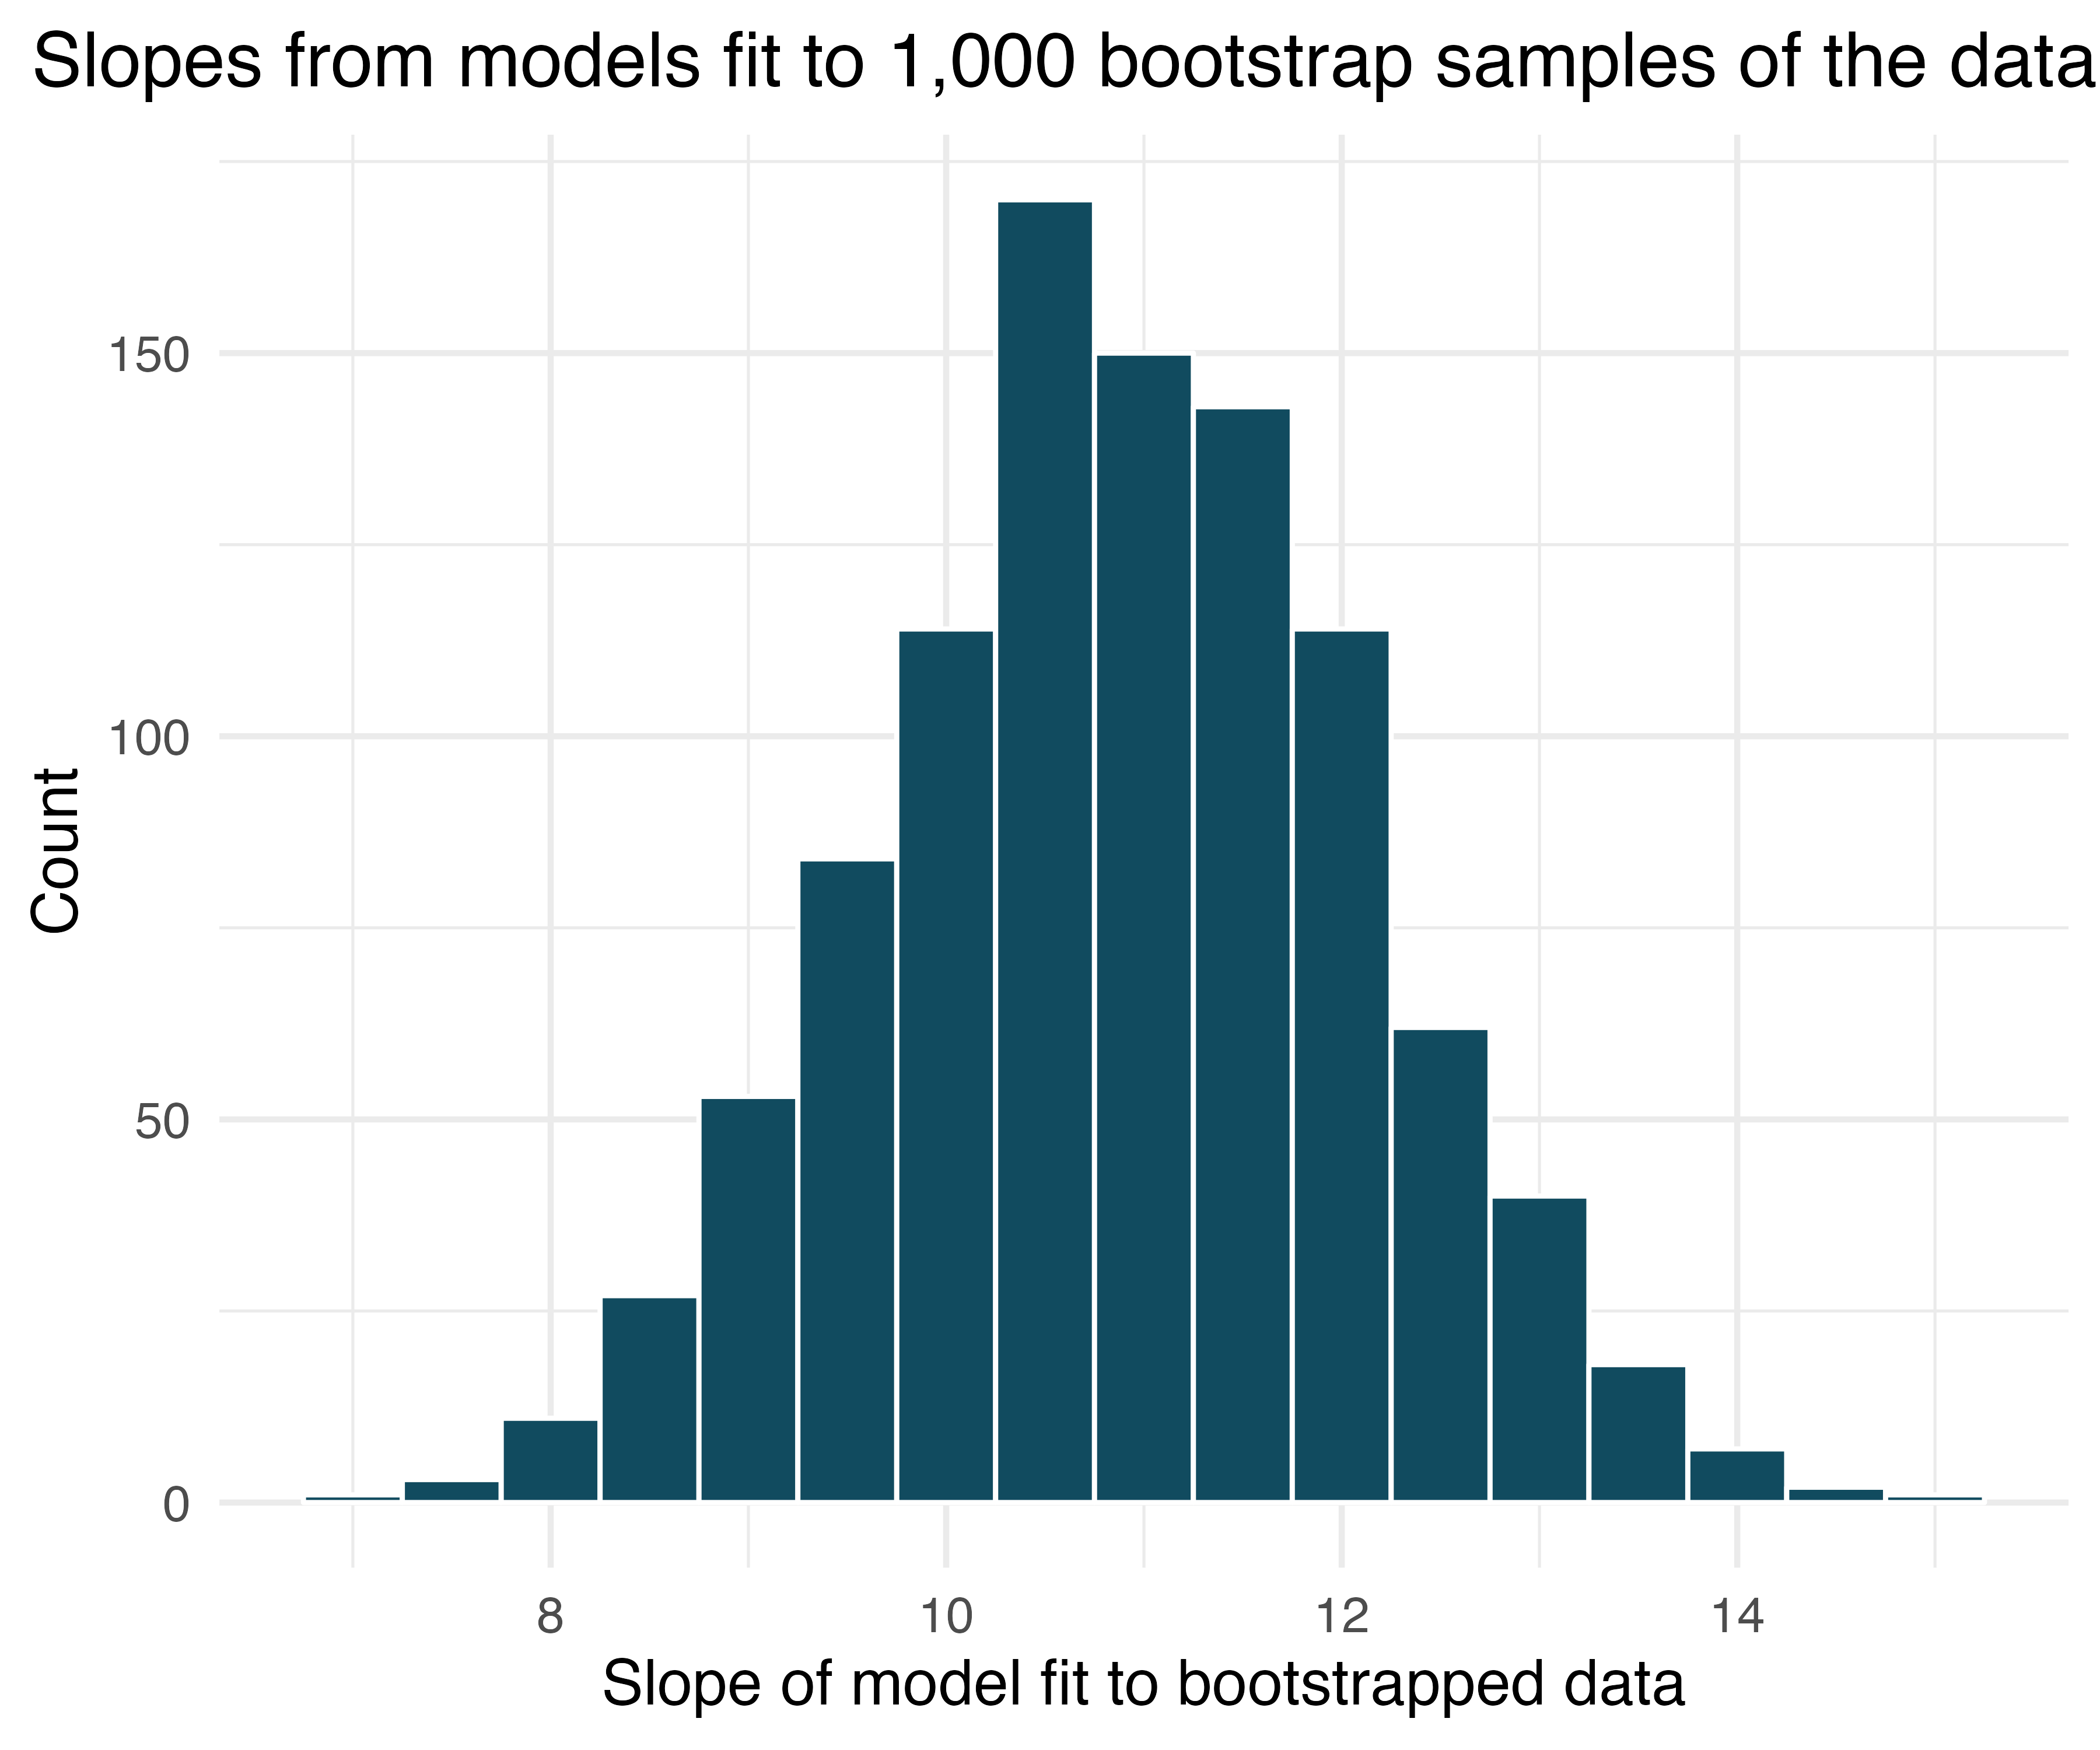 Slopes from models fit to 1,000 bootstrap samples of the data
Count
150
100
50
0
8 10 12 14
Slope of model fit to bootstrapped data